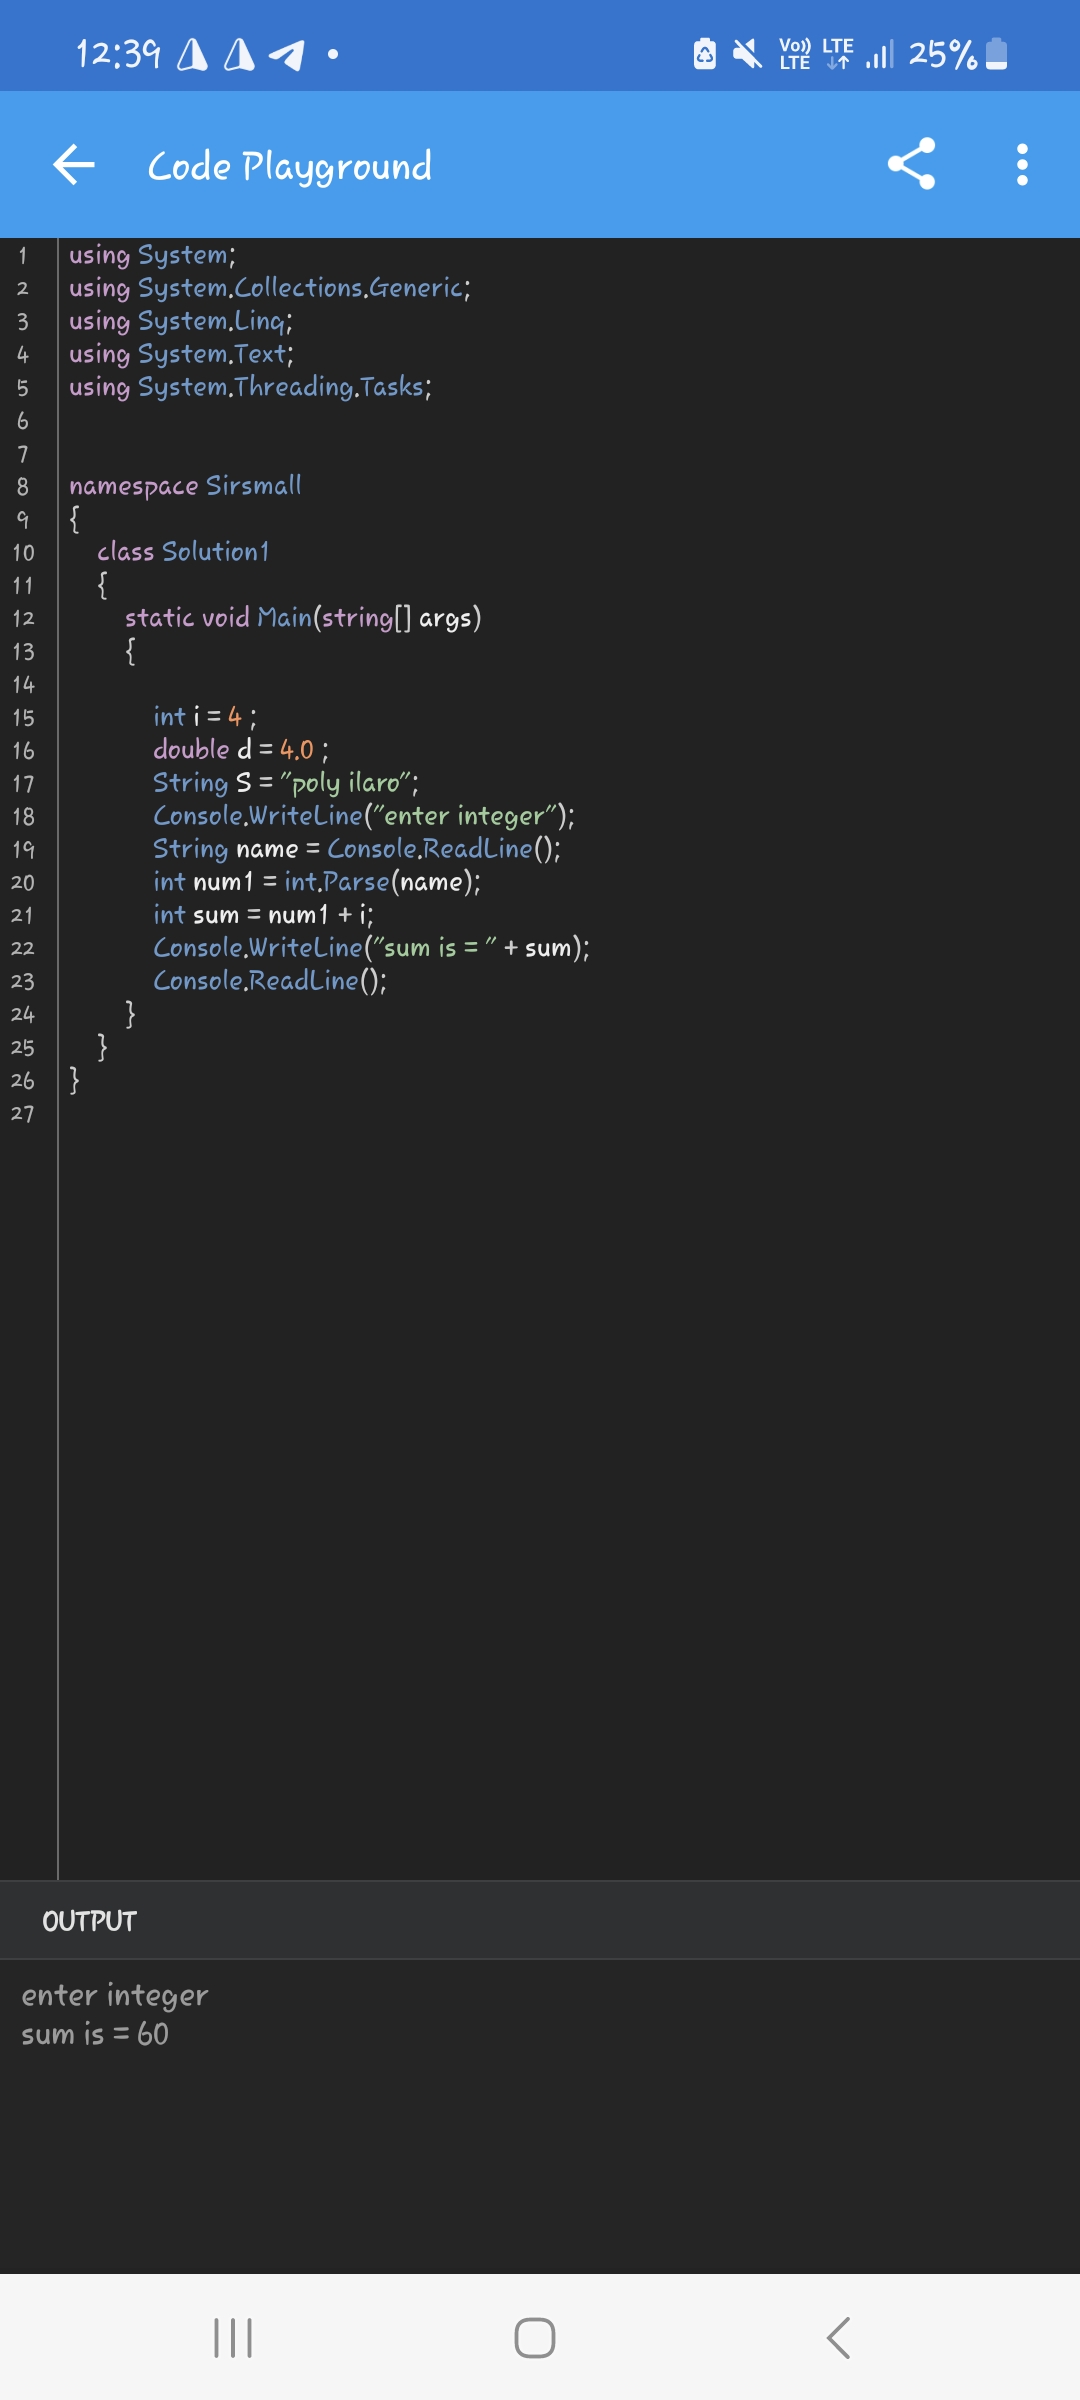 12:39 Vo)) LTE LTE 25%
Code Playground
1 using System;
2 using System.Collections.Generic;
3 using System.Linq;
4 using System.Text;
5 using System.Threading.Tasks;
6
7
8 namespace Sirsmall
9 {
10 class Solution1
11 {
12 static void Main(string[] args)
13 {
14
15 int i = 4 ;
16 double d = 4.0 ;
17 String S = "poly ilaro";
18 Console.WriteLine("enter integer");
19 String name = Console.ReadLine();
20 int num1 = int.Parse(name);
21 int sum = num1 + i;
22 Console.WriteLine("sum is = " + sum);
23 Console.ReadLine();
24 }
25 }
26 }
27
OUTPUT
enter integer
sum is = 60